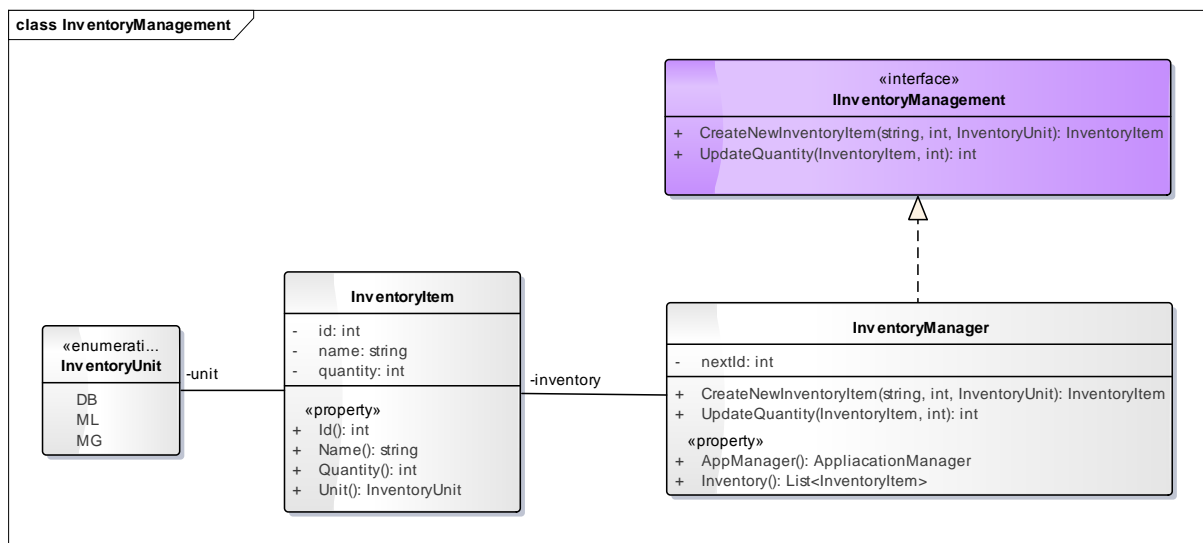 class InventoryManagement
«interface»
IInventoryManagement
+ CreateNewInventoryItem(string, int, InventoryUnit): InventoryItem
+ UpdateQuantity(InventoryItem, int): int
«enumerati...
InventoryUnit
DB
ML
MG
-unit
InventoryItem
- id: int
- name: string
- quantity: int
«property»
+ Id(): int
+ Name(): string
+ Quantity(): int
+ Unit(): InventoryUnit
-inventory
InventoryManager
- nextId: int
+ CreateNewInventoryItem(string, int, InventoryUnit): InventoryItem
+ UpdateQuantity(InventoryItem, int): int
«property»
+ AppManager(): AppliacationManager
+ Inventory(): List<InventoryItem>